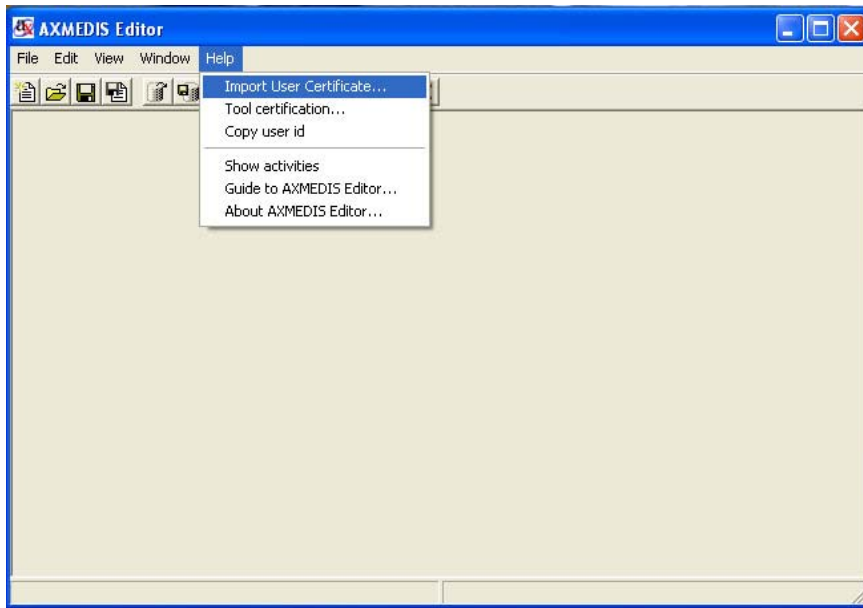 AXMEDIS Editor
File Edit View Window Help
Import User Certificate...
Tool certification...
Copy user id
Show activities
Guide to AXMEDIS Editor...
About AXMEDIS Editor...